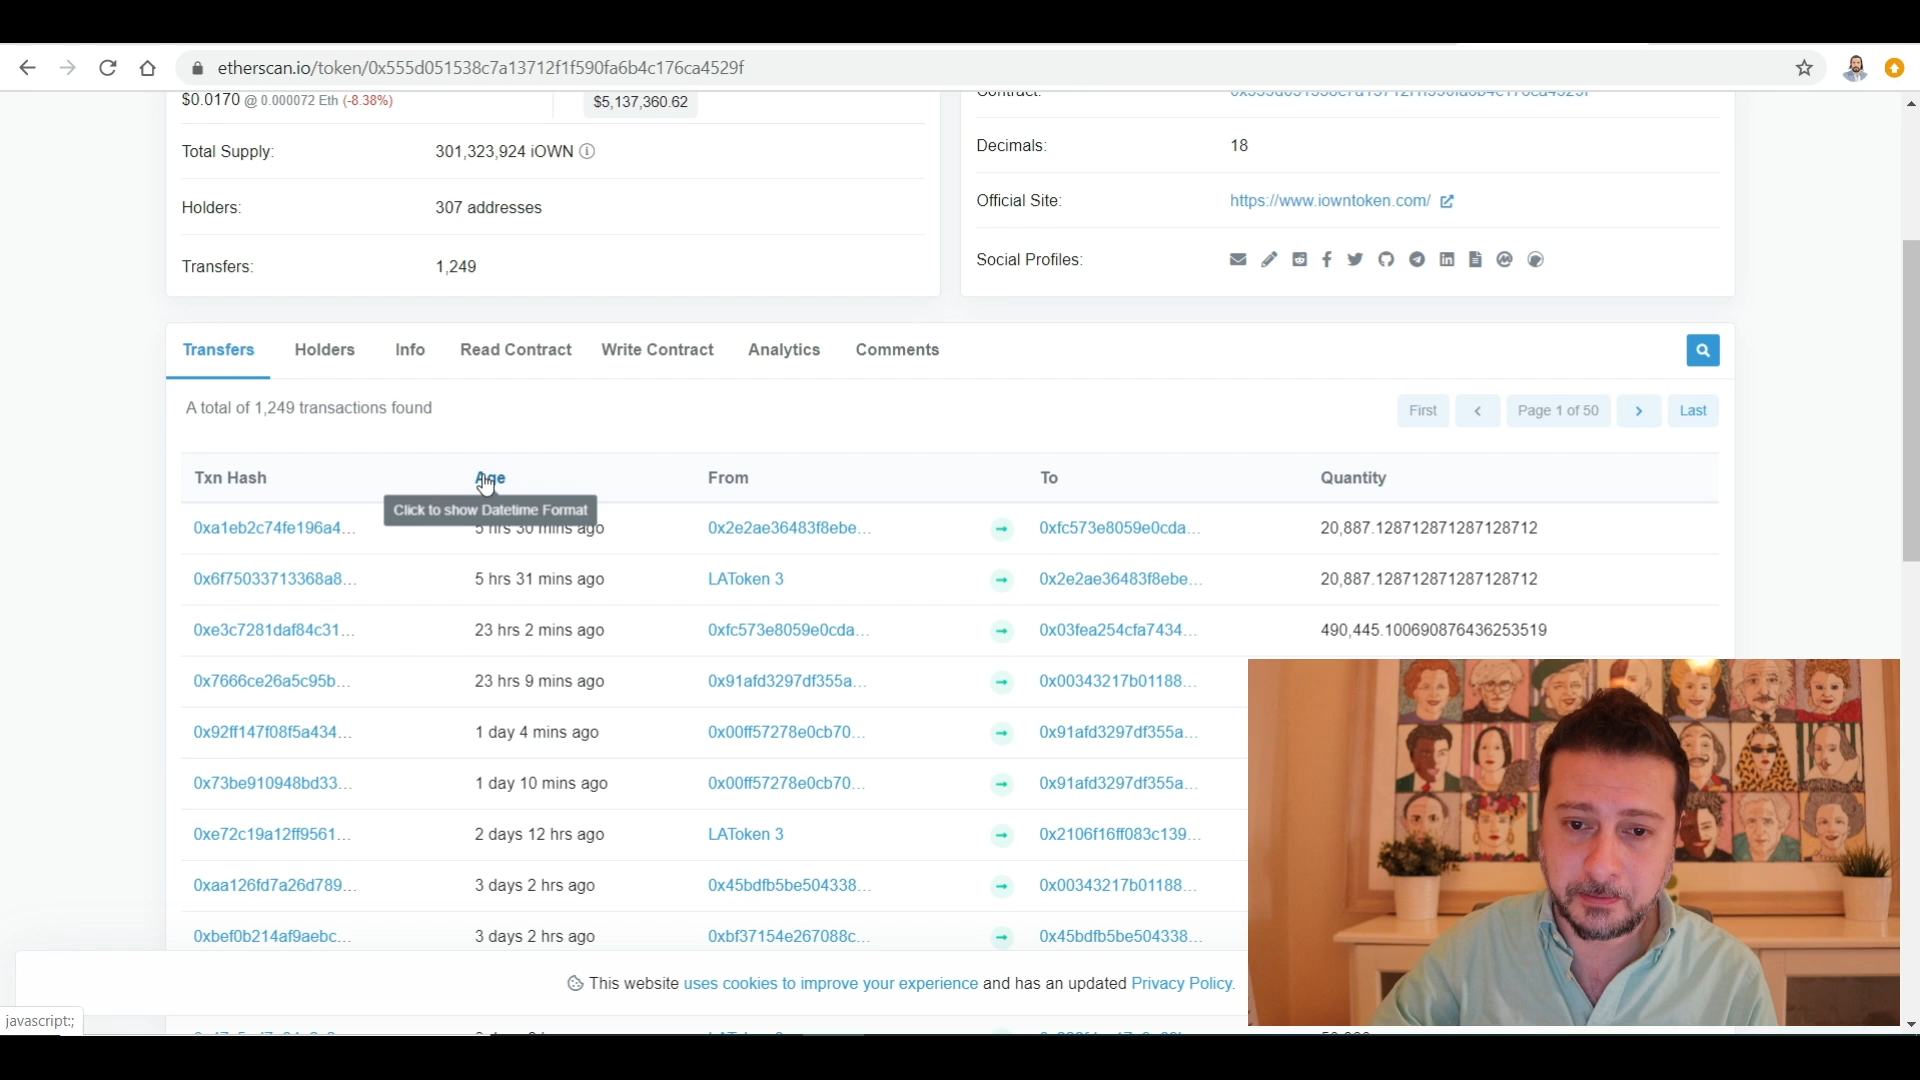 etherscan.io/token/0x555d051538c7a13712f1f590fa6b4c176ca4529f
$0.0170 @ 0.000072 Eth (-8.38%)
$5,137,360.62
Total Supply:
301,323,924 iOWN
Holders:
307 addresses
Transfers:
1,249
Contract:
0x555d051538c7a13712f1f590fa6b4c176ca4529f
Decimals:
18
Official Site:
https://www.iowntoken.com/
Social Profiles:
Transfers Holders Info Read Contract Write Contract Analytics Comments
A total of 1,249 transactions found
First Page 1 of 50 Last
Txn Hash Age From To Quantity
Click to show Datetime Format
0xa1eb2c74fe196a4... 5 hrs 30 mins ago 0x2e2ae36483f8ebe... 0xfc573e8059e0cda... 20,887.128712871287128712
0x6f75033713368a8... 5 hrs 31 mins ago LAToken 3 0x2e2ae36483f8ebe... 20,887.128712871287128712
0xe3c7281daf84c31... 23 hrs 2 mins ago 0xfc573e8059e0cda... 0x03fea254cfa7434... 490,445.100690876436253519
0x7666ce26a5c95b... 23 hrs 9 mins ago 0x91afd3297df355a... 0x00343217b01188...
0x92ff147f08f5a434... 1 day 4 mins ago 0x00ff57278e0cb70... 0x91afd3297df355a...
0x73be910948bd33... 1 day 10 mins ago 0x00ff57278e0cb70... 0x91afd3297df355a...
0xe72c19a12ff9561... 2 days 12 hrs ago LAToken 3 0x2106f16ff083c139...
0xaa126fd7a26d789... 3 days 2 hrs ago 0x45bdfb5be504338... 0x00343217b01188...
0xbef0b214af9aebc... 3 days 2 hrs ago 0xbf37154e267088c... 0x45bdfb5be504338...
This website uses cookies to improve your experience and has an updated Privacy Policy.
javascript:;